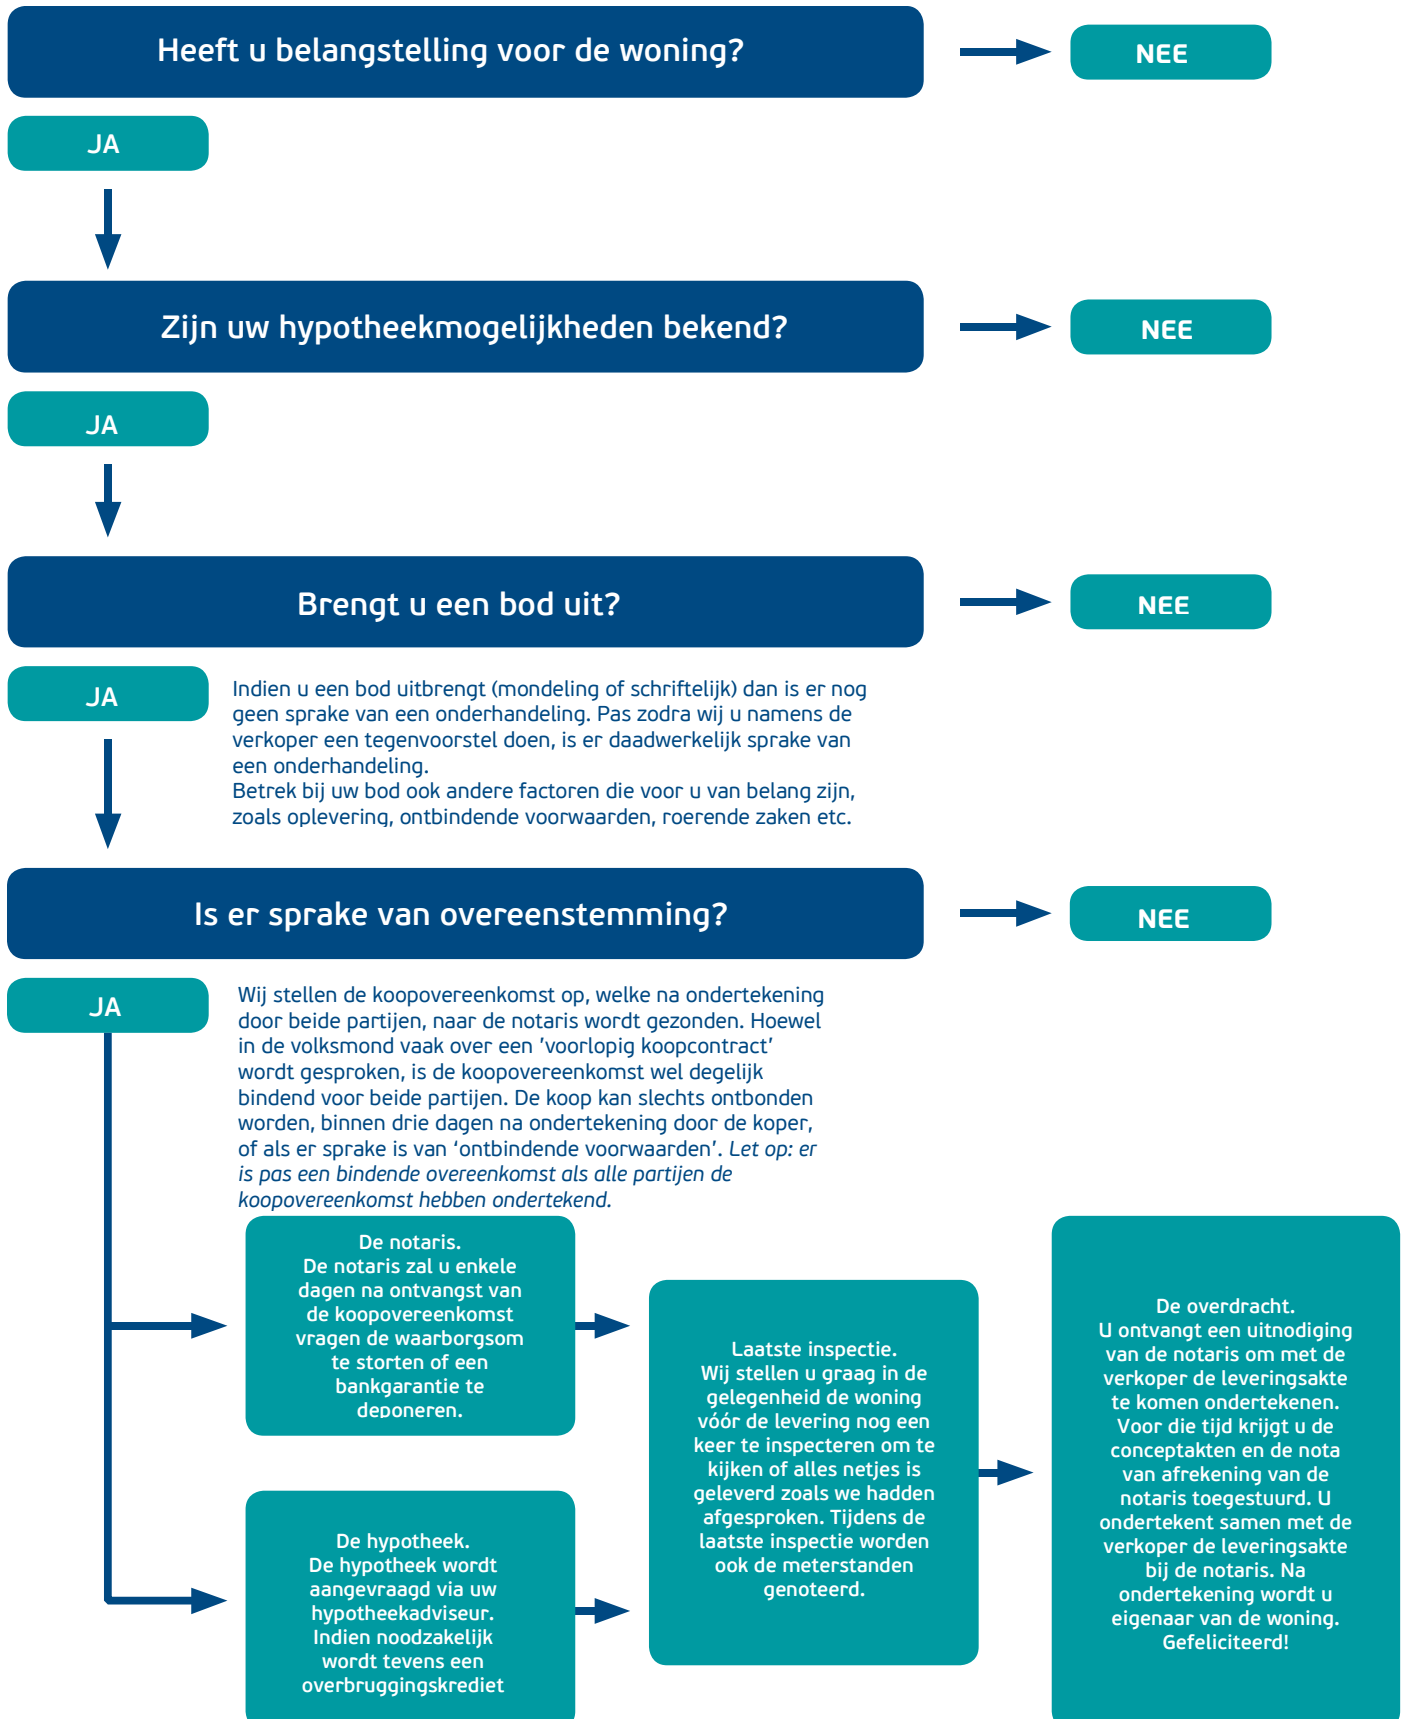 Heeft u belangstelling voor de woning?
NEE
JA
Zijn uw hypotheekmogelijkheden bekend?
NEE
JA
Brengt u een bod uit?
NEE
JA
Indien u een bod uitbrengt (mondeling of schriftelijk) dan is er nog
geen sprake van een onderhandeling. Pas zodra wij u namens de
verkoper een tegenvoorstel doen, is er daadwerkelijk sprake van
een onderhandeling.
Betrek bij uw bod ook andere factoren die voor u van belang zijn,
zoals oplevering, ontbindende voorwaarden, roerende zaken etc.
Is er sprake van overeenstemming?
NEE
JA
Wij stellen de koopovereenkomst op, welke na ondertekening
door beide partijen, naar de notaris wordt gezonden. Hoewel
in de volksmond vaak over een 'voorlopig koopcontract'
wordt gesproken, is de koopovereenkomst wel degelijk
bindend voor beide partijen. De koop kan slechts ontbonden
worden, binnen drie dagen na ondertekening door de koper,
of als er sprake is van ‘ontbindende voorwaarden’. Let op: er
is pas een bindende overeenkomst als alle partijen de
koopovereenkomst hebben ondertekend.
De notaris.
De notaris zal u enkele
dagen na ontvangst van
de koopovereenkomst
vragen de waarborgsom
te storten of een
bankgarantie te
deponeren.
De hypotheek.
De hypotheek wordt
aangevraagd via uw
hypotheekadviseur.
Indien noodzakelijk
wordt tevens een
overbruggingskrediet
Laatste inspectie.
Wij stellen u graag in de
gelegenheid de woning
vóór de levering nog een
keer te inspecteren om te
kijken of alles netjes is
geleverd zoals we hadden
afgesproken. Tijdens de
laatste inspectie worden
ook de meterstanden
genoteerd.
De overdracht.
U ontvangt een uitnodiging
van de notaris om met de
verkoper de leveringsakte
te komen ondertekenen.
Voor die tijd krijgt u de
conceptakten en de nota
van afrekening van de
notaris toegestuurd. U
ondertekent samen met de
verkoper de leveringsakte
bij de notaris. Na
ondertekening wordt u
eigenaar van de woning.
Gefeliciteerd!